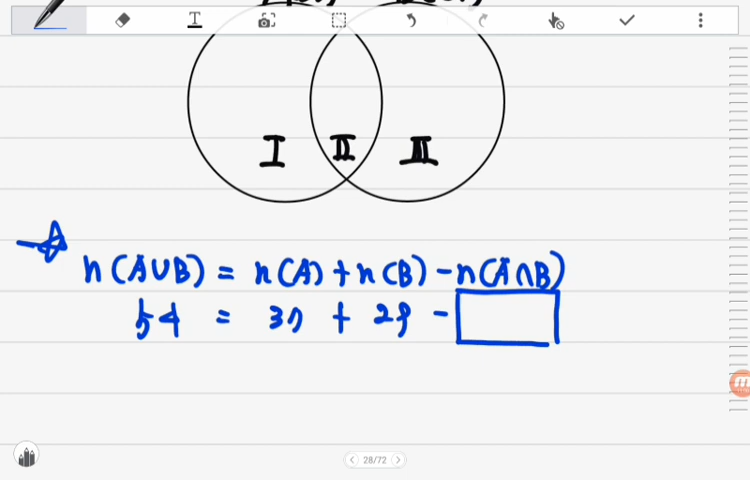 I II III
n(A∪B) = n(A) + n(B) - n(A∩B)
54 = 37 + 29 -
28/72